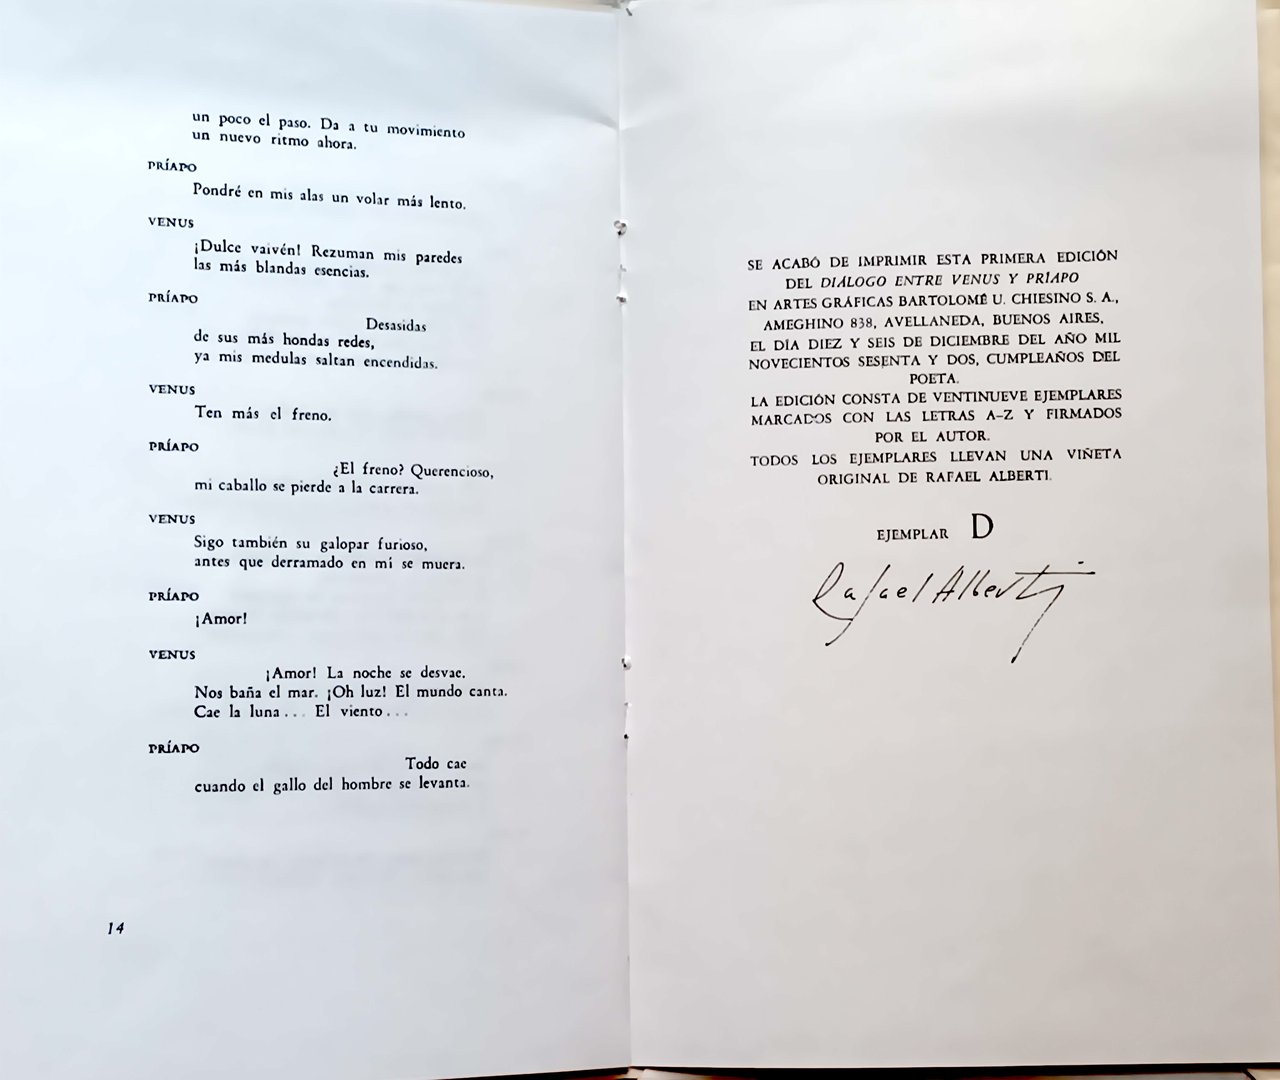 un poco el paso. Da a tu movimiento
un nuevo ritmo ahora.
PRÍAPO
Pondré en mis alas un volar más lento.
VENUS
¡Dulce vaivén! Rezuman mis paredes
las más blandas esencias.
PRÍAPO
Desasidas
de sus más hondas redes,
ya mis medulas saltan encendidas.
VENUS
Ten más el freno.
PRÍAPO
¿El freno? Querencioso,
mi caballo se pierde a la carrera.
VENUS
Sigo también su galopar furioso,
antes que derramado en mí se muera.
PRÍAPO
¡Amor!
VENUS
¡Amor! La noche se desvae.
Nos baña el mar. ¡Oh luz! El mundo canta.
Cae la luna... El viento...
PRÍAPO
Todo cae
cuando el gallo del hombre se levanta.
14
SE ACABÓ DE IMPRIMIR ESTA PRIMERA EDICIÓN
DEL DIÁLOGO ENTRE VENUS Y PRÍAPO
EN ARTES GRÁFICAS BARTOLOMÉ U. CHIESINO S. A.,
AMEGHINO 838, AVELLANEDA, BUENOS AIRES,
EL DÍA DIEZ Y SEIS DE DICIEMBRE DEL AÑO MIL
NOVECIENTOS SESENTA Y DOS, CUMPLEAÑOS DEL
POETA.
LA EDICIÓN CONSTA DE VENTINUEVE EJEMPLARES
MARCADOS CON LAS LETRAS A-Z Y FIRMADOS
POR EL AUTOR.
TODOS LOS EJEMPLARES LLEVAN UNA VIÑETA
ORIGINAL DE RAFAEL ALBERTI.
EJEMPLAR D
Rafael Alberti